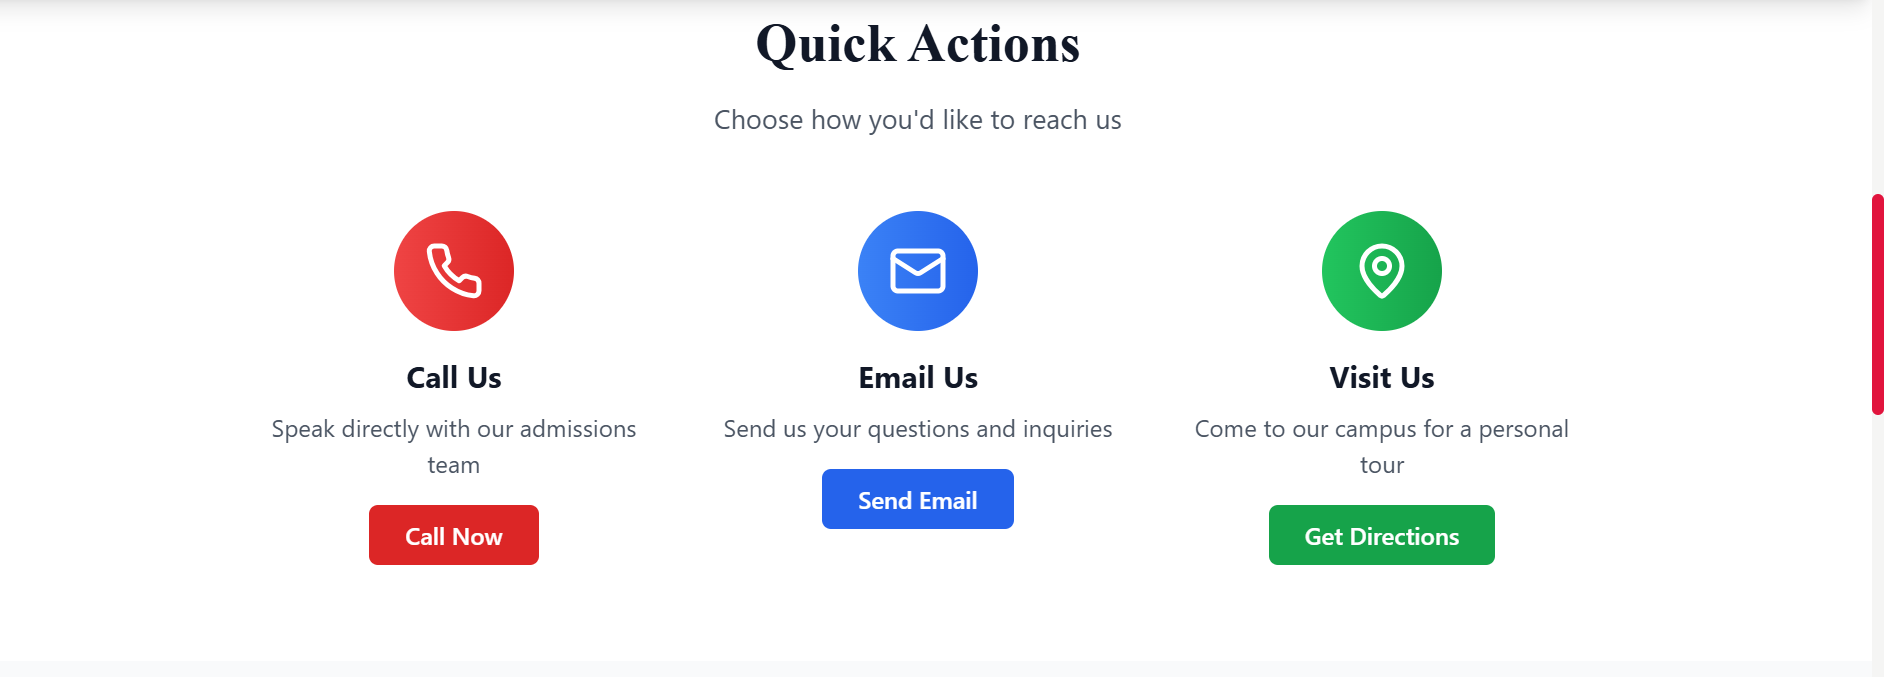 Quick Actions
Choose how you'd like to reach us
Call Us
Speak directly with our admissions
team
Call Now
Email Us
Send us your questions and inquiries
Send Email
Visit Us
Come to our campus for a personal
tour
Get Directions